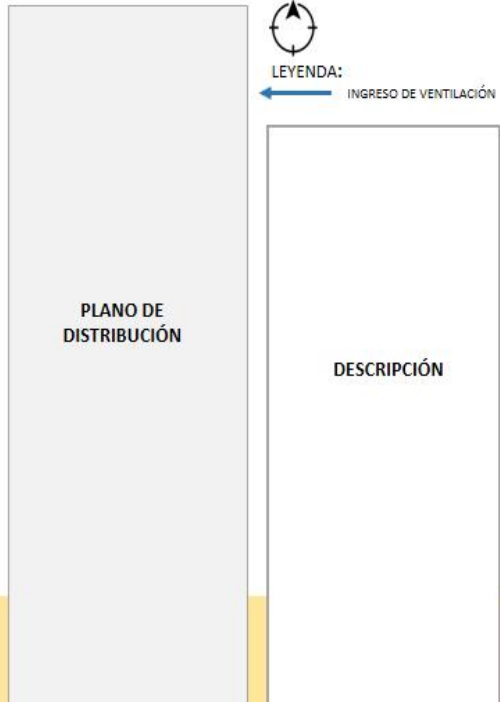 LEYENDA:
INGRESO DE VENTILACIÓN
PLANO DE
DISTRIBUCIÓN
DESCRIPCIÓN